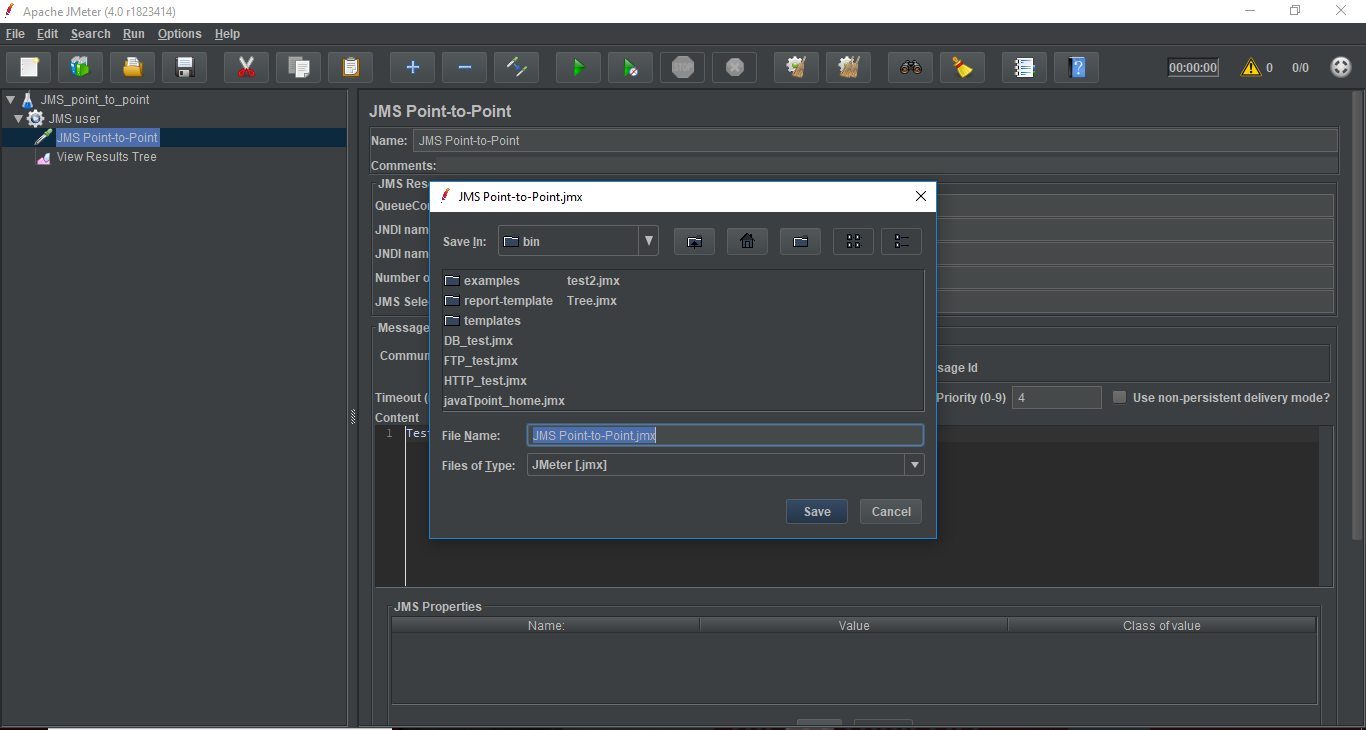 Apache JMeter (4.0 r1823414)
File Edit Search Run Options Help
STOP
00:00:00 0 0/0
JMS_point_to_point
JMS user
JMS Point-to-Point
View Results Tree
JMS Point-to-Point
Name: JMS Point-to-Point
Comments:
JMS Res
QueueCon
JNDI nam
JNDI nam
Number o
JMS Sele
Message
Commun
sage Id
Timeout (
Priority (0-9) 4 Use non-persistent delivery mode?
Content
1 Test
JMS Point-to-Point.jmx
Save In: bin
examples test2.jmx
report-template Tree.jmx
templates
DB_test.jmx
FTP_test.jmx
HTTP_test.jmx
javaTpoint_home.jmx
File Name: JMS Point-to-Point.jmx
Files of Type: JMeter [.jmx]
Save Cancel
JMS Properties
Name: Value Class of value